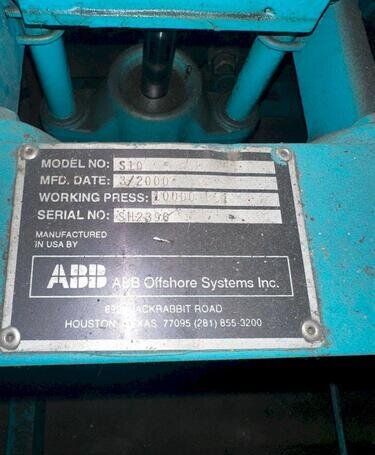 MODEL NO: S10
MFD. DATE: 3/2000
WORKING PRESS: 10000
SERIAL NO: SH2396
MANUFACTURED
IN USA BY
ABB ABB Offshore Systems Inc.
JACKRABBIT ROAD
HOUSTON, TEXAS 77095 (281) 855-3200